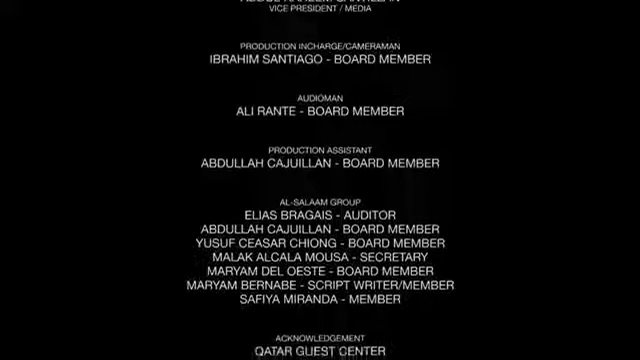 VICE PRESIDENT / MEDIA
PRODUCTION INCHARGE/CAMERAMAN
IBRAHIM SANTIAGO - BOARD MEMBER
AUDIOMAN
ALI RANTE - BOARD MEMBER
PRODUCTION ASSISTANT
ABDULLAH CAJUILLAN - BOARD MEMBER
AL-SALAAM GROUP
ELIAS BRAGAIS - AUDITOR
ABDULLAH CAJUILLAN - BOARD MEMBER
YUSUF CEASAR CHIONG - BOARD MEMBER
MALAK ALCALA MOUSA - SECRETARY
MARYAM DEL OESTE - BOARD MEMBER
MARYAM BERNABE - SCRIPT WRITER/MEMBER
SAFIYA MIRANDA - MEMBER
ACKNOWLEDGEMENT
QATAR GUEST CENTER